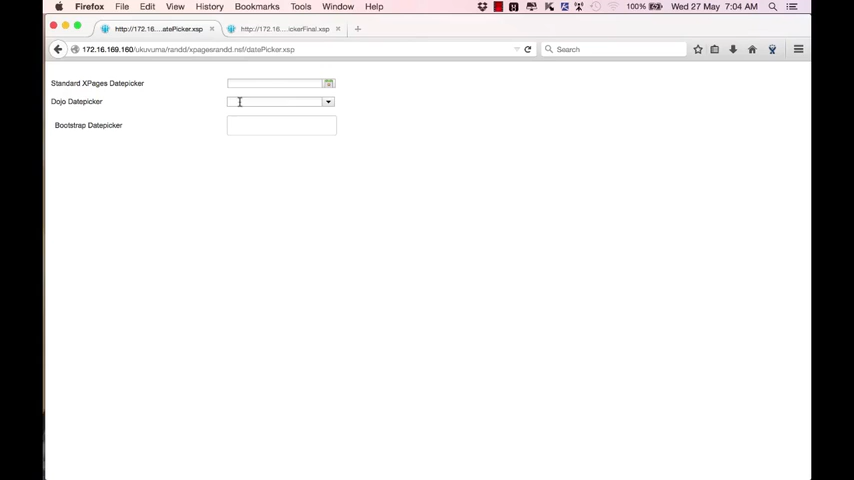 Firefox File Edit View History Bookmarks Tools Window Help 100% Wed 27 May 7:04 AM
http://172.16....atePicker.xsp http://172.16....ickerFinal.xsp
172.16.169.160/ukuvuma/randd/xpagesrandd.nsf/datePicker.xsp Search
Standard XPages Datepicker
Dojo Datepicker
Bootstrap Datepicker